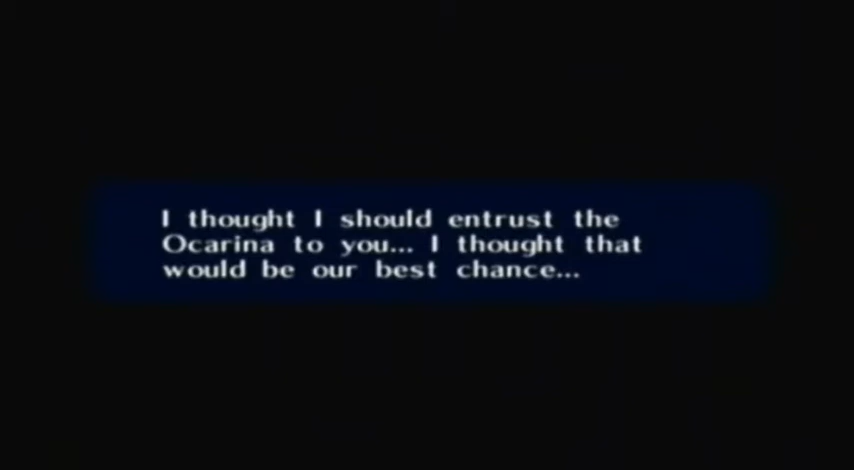 I thought I should entrust the
Ocarina to you... I thought that
would be our best chance...